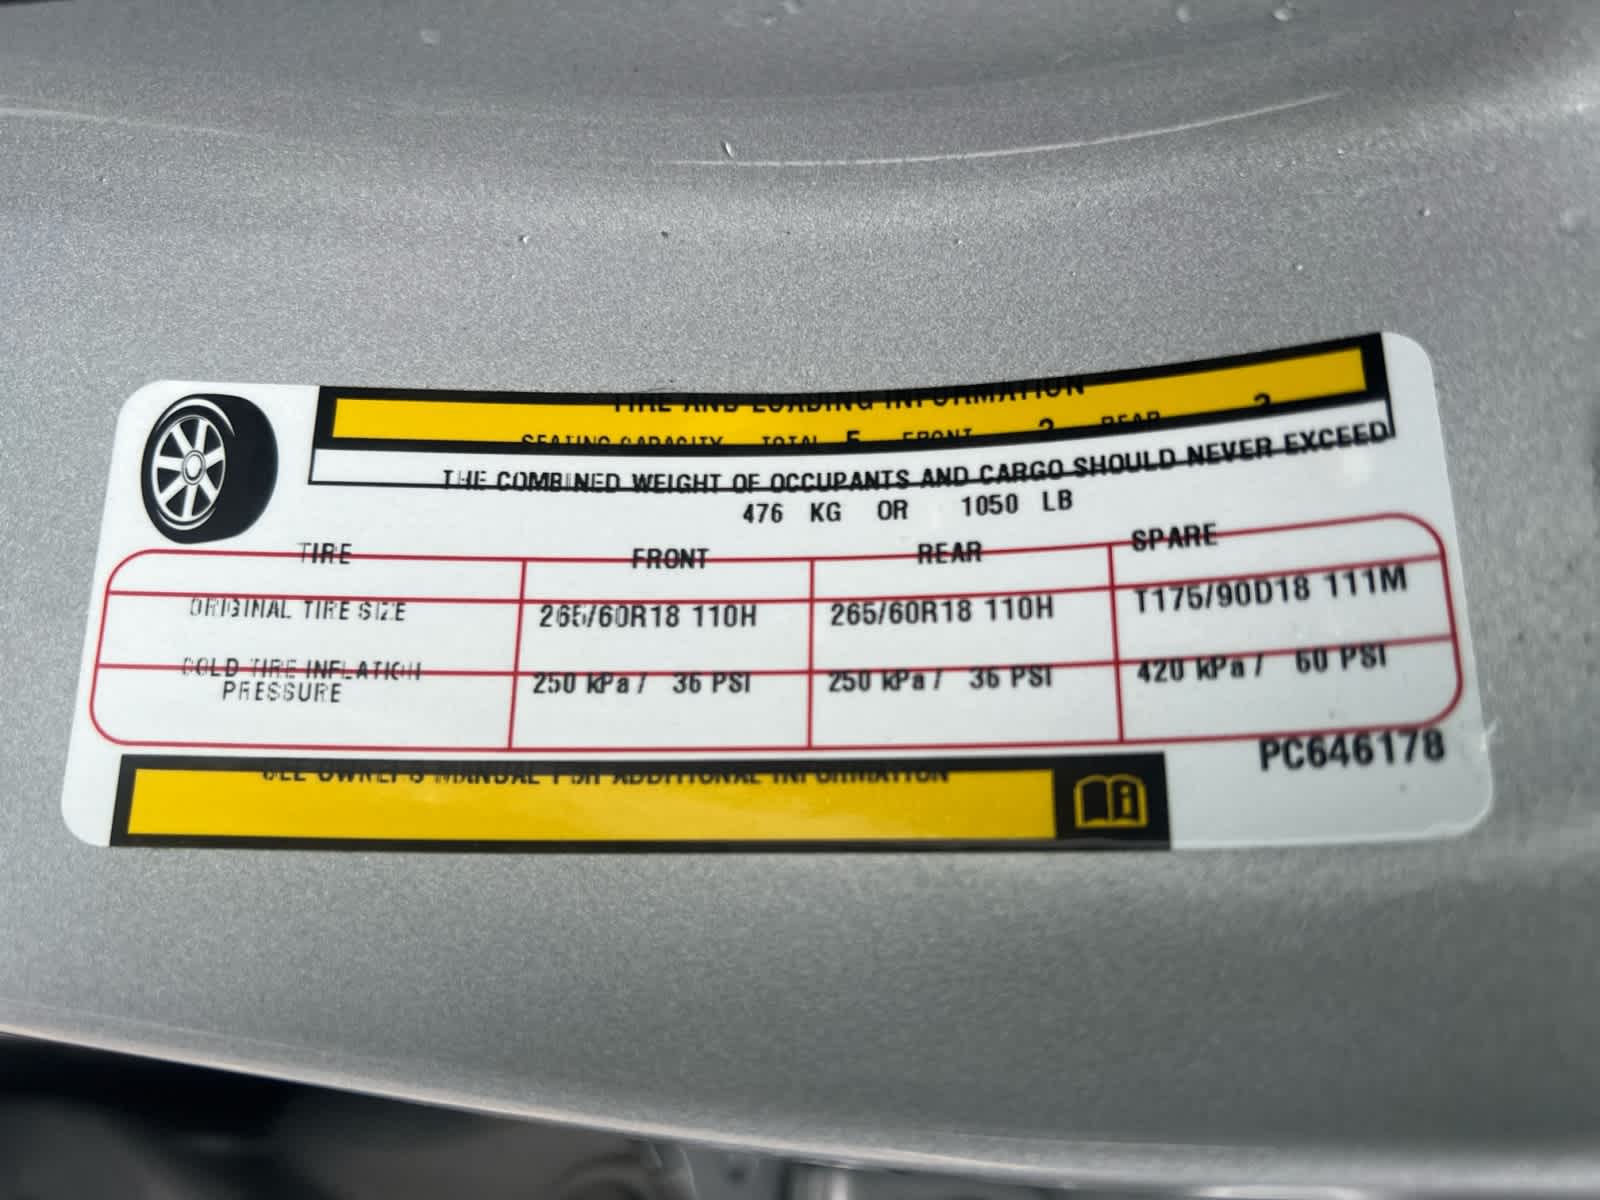 TIRE AND LOADING INFORMATION
SEATING CAPACITY TOTAL 5 FRONT 2 REAR 3
THE COMBINED WEIGHT OF OCCUPANTS AND CARGO SHOULD NEVER EXCEED
476 KG OR 1050 LB
TIRE FRONT REAR SPARE
ORIGINAL TIRE SIZE 265/60R18 110H 265/60R18 110H T175/90D18 111M
COLD TIRE INFLATION
PRESSURE 250 kPa / 36 PSI 250 kPa / 36 PSI 420 kPa / 60 PSI
PC646178
SEE OWNER'S MANUAL FOR ADDITIONAL INFORMATION